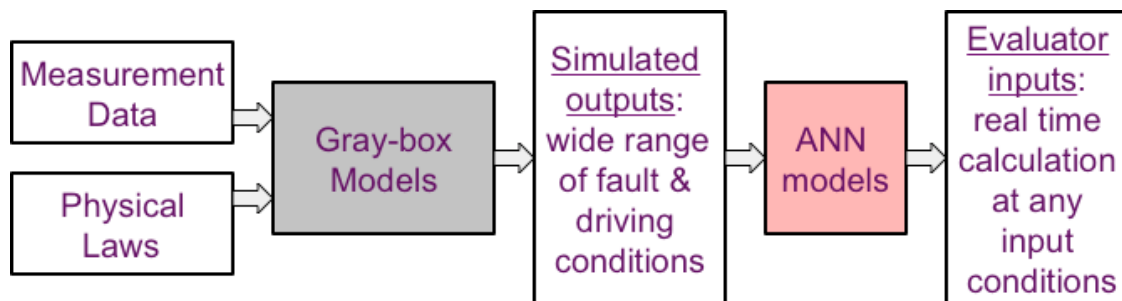 Measurement
Data
Physical
Laws
Gray-box
Models
Simulated
outputs:
wide range
of fault &
driving
conditions
ANN
models
Evaluator
inputs:
real time
calculation
at any
input
conditions